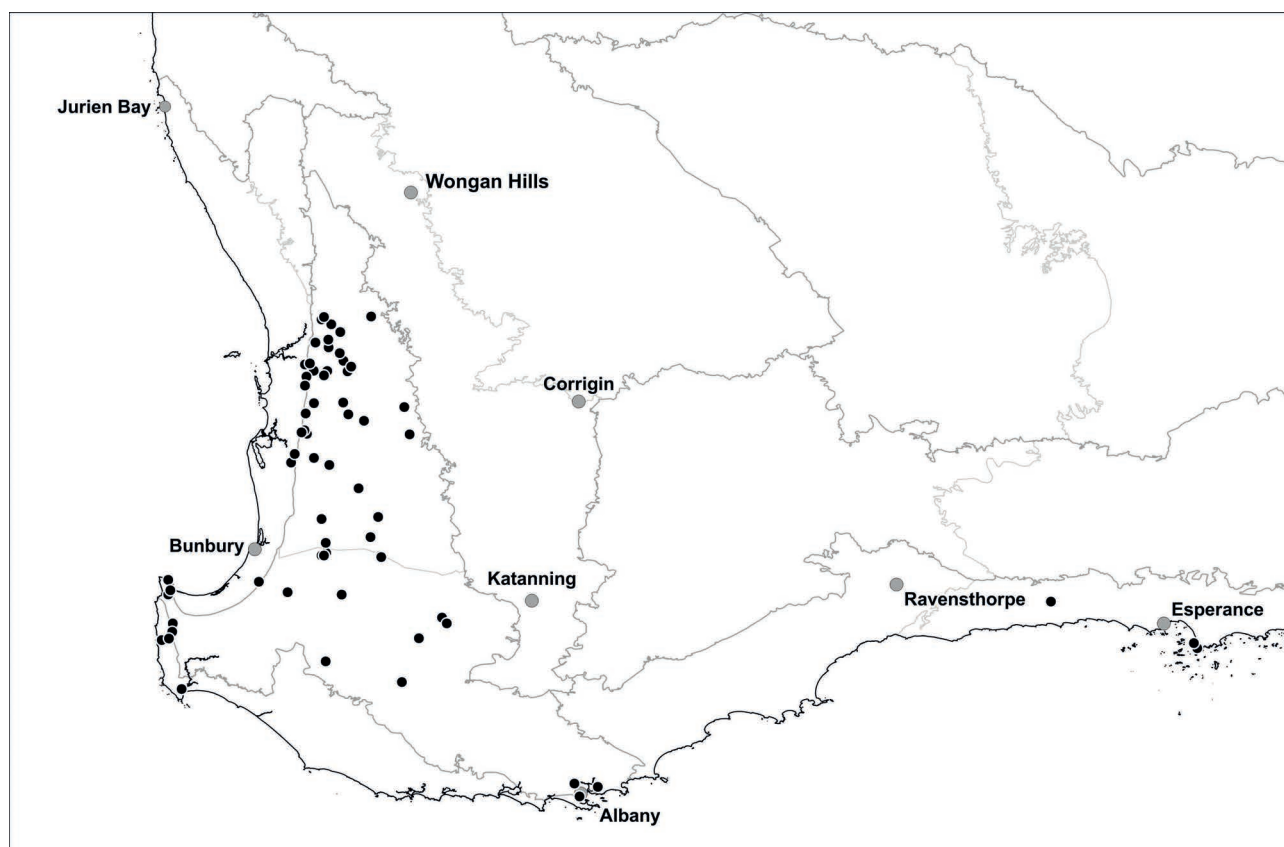 Jurien Bay
Wongan Hills
Corrigin
Bunbury
Katanning
Ravensthorpe
Esperance
Albany